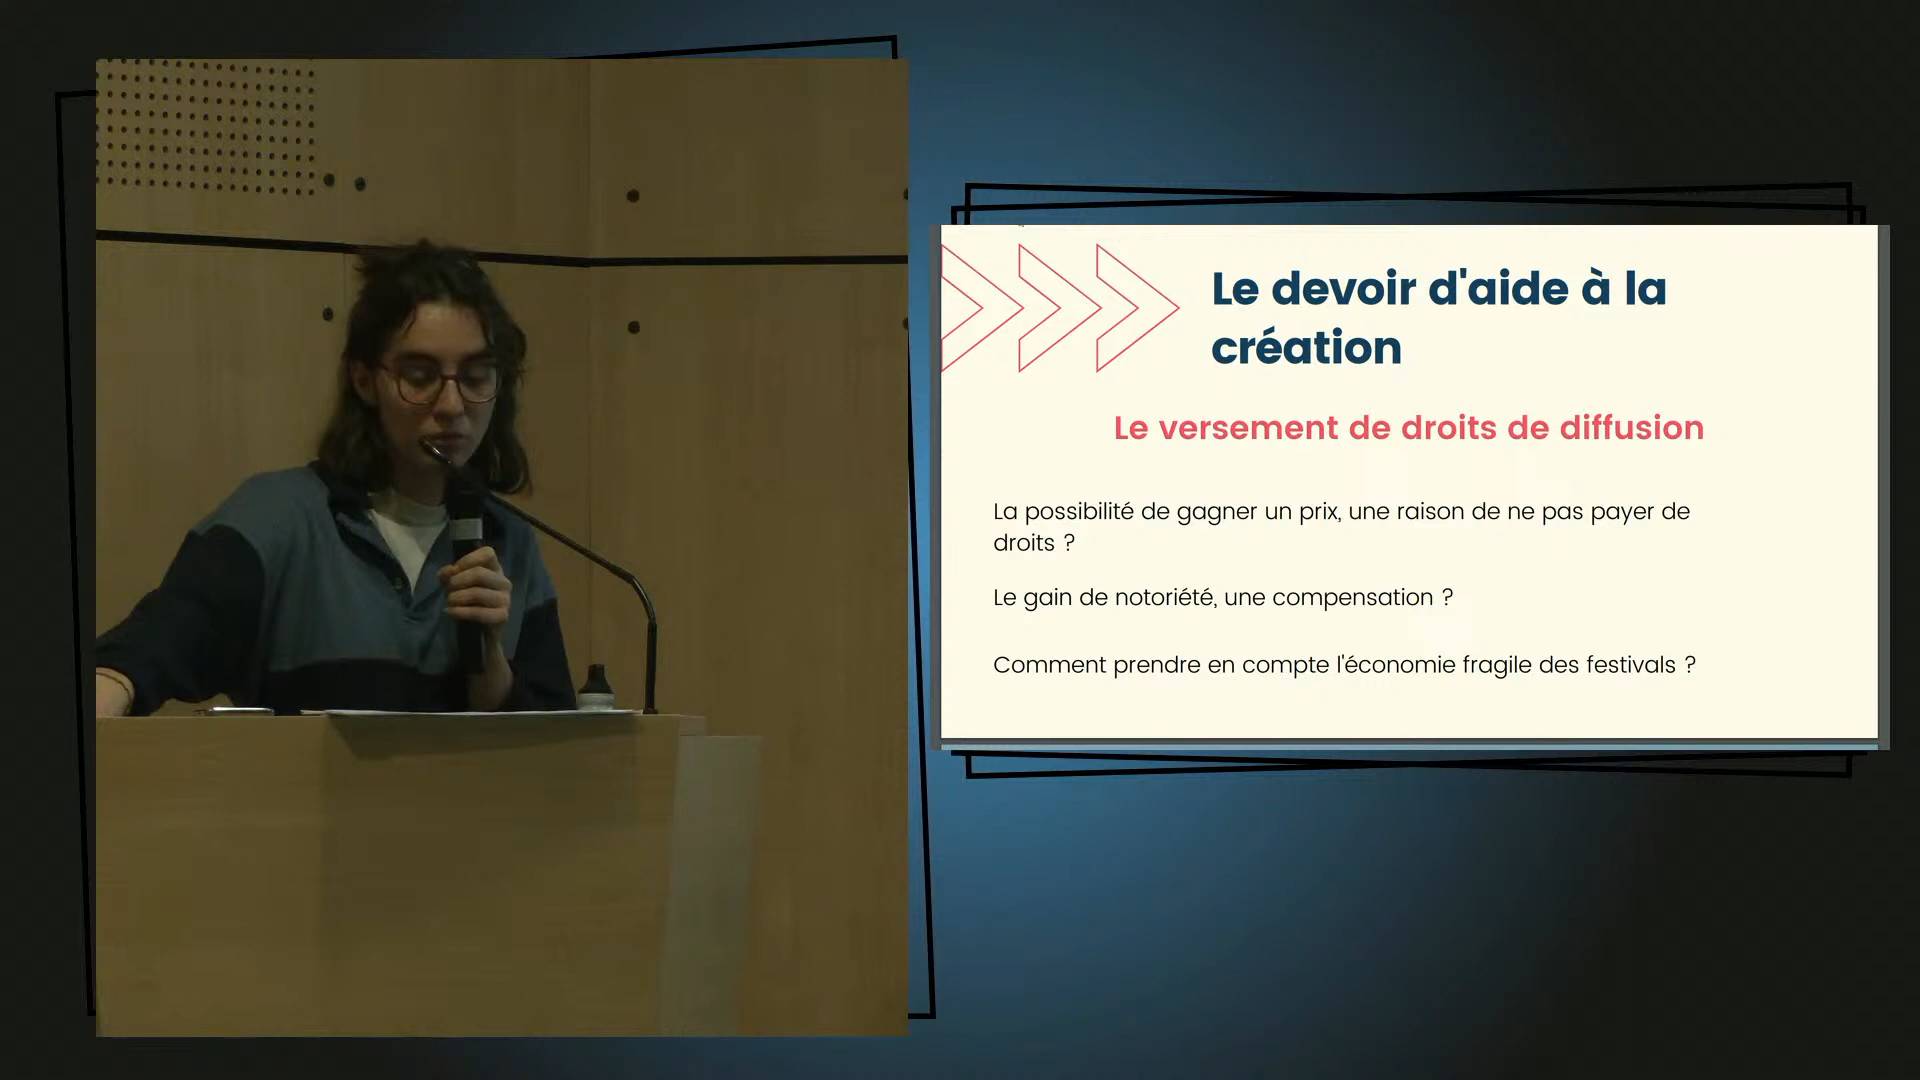 Le devoir d'aide à la
création
Le versement de droits de diffusion
La possibilité de gagner un prix, une raison de ne pas payer de
droits ?
Le gain de notoriété, une compensation ?
Comment prendre en compte l'économie fragile des festivals ?